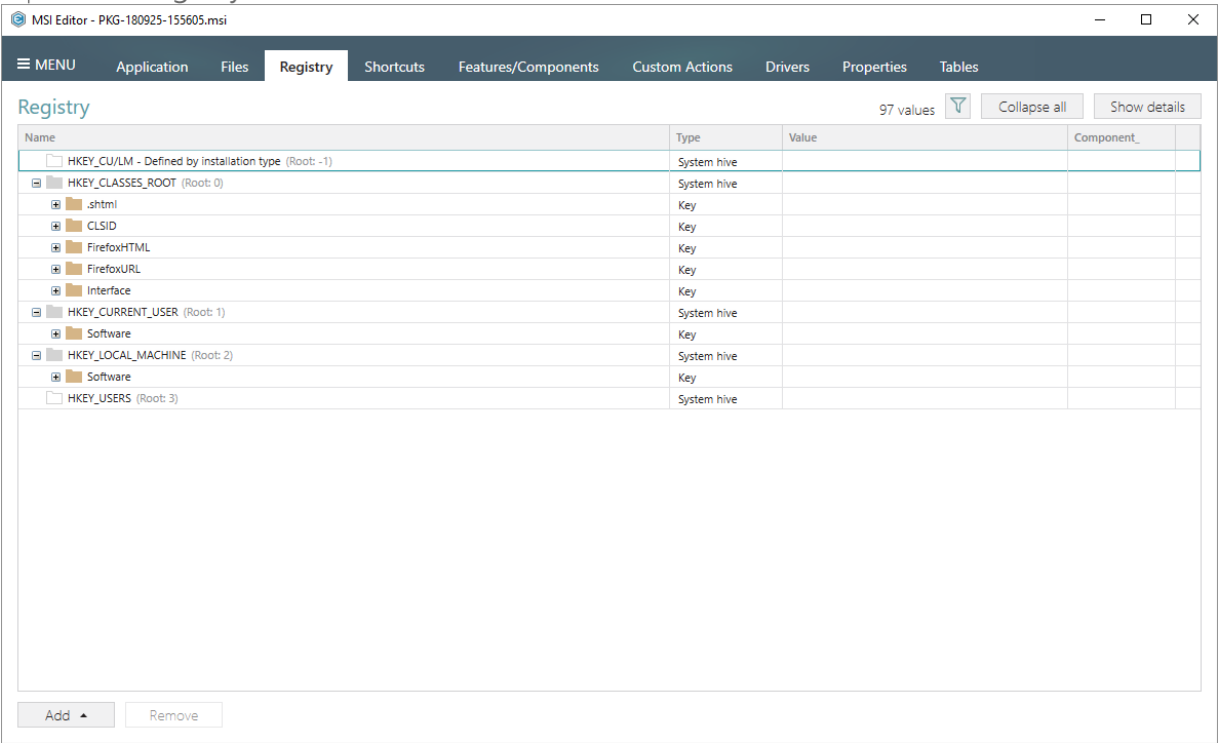 MSI Editor - PKG-180925-155605.msi
MENU Application Files Registry Shortcuts Features/Components Custom Actions Drivers Properties Tables
Registry 97 values Collapse all Show details
Name Type Value Component_
HKEY_CU/LM - Defined by installation type (Root: -1) System hive
HKEY_CLASSES_ROOT (Root: 0) System hive
.shtml Key
CLSID Key
FirefoxHTML Key
FirefoxURL Key
Interface Key
HKEY_CURRENT_USER (Root: 1) System hive
Software Key
HKEY_LOCAL_MACHINE (Root: 2) System hive
Software Key
HKEY_USERS (Root: 3) System hive
Add Remove